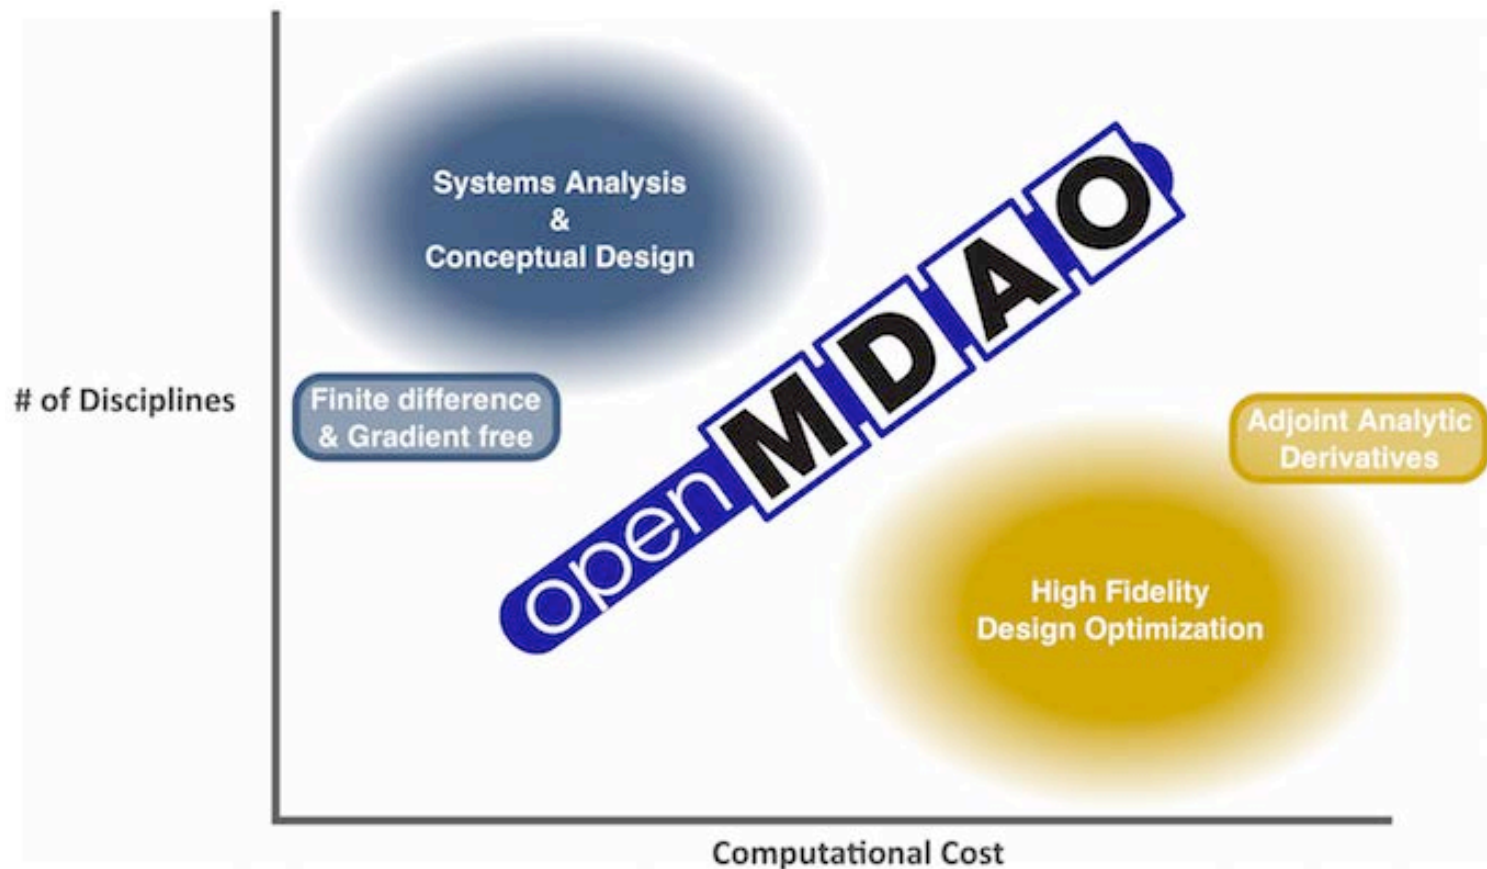 Systems Analysis
&
Conceptual Design
# of Disciplines
Finite difference
& Gradient free
openMDAO
Adjoint Analytic
Derivatives
High Fidelity
Design Optimization
Computational Cost